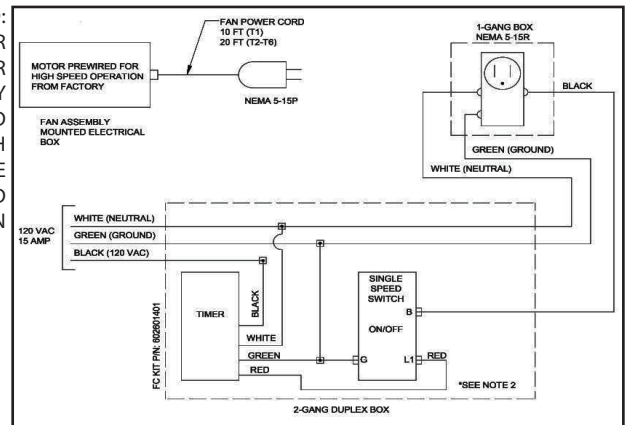 :
R
R
Y
D
H
E
D
N
FAN POWER CORD
10 FT (T1)
20 FT (T2-T6)
MOTOR PREWIRED FOR
HIGH SPEED OPERATION
FROM FACTORY
NEMA 5-15P
FAN ASSEMBLY
MOUNTED ELECTRICAL
BOX
1-GANG BOX
NEMA 5-15R
BLACK
GREEN (GROUND)
WHITE (NEUTRAL)
120 VAC
15 AMP
WHITE (NEUTRAL)
GREEN (GROUND)
BLACK (120 VAC)
FC KIT P/N: 802601401
TIMER
BLACK
WHITE
GREEN
RED
SINGLE
SPEED
SWITCH
B
ON/OFF
G
L1
RED
*SEE NOTE 2
2-GANG DUPLEX BOX